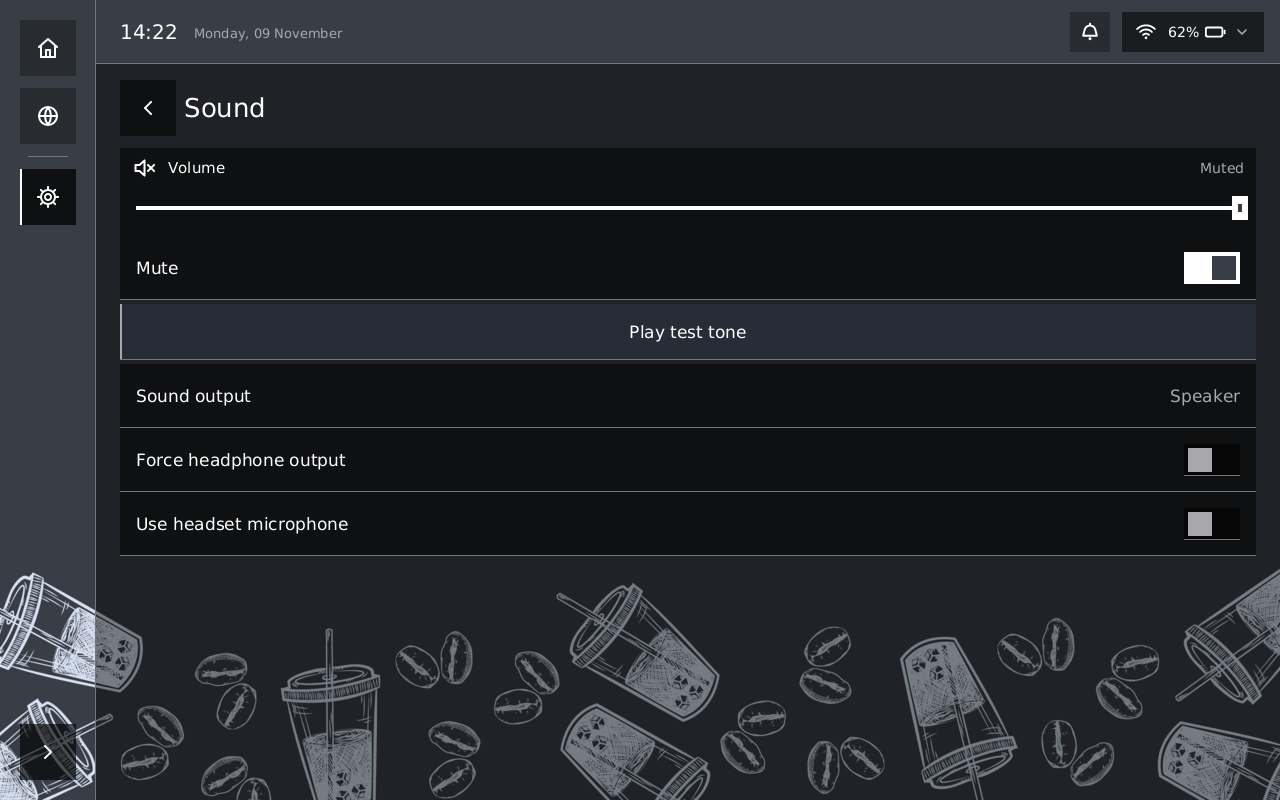 14:22 Monday, 09 November 62%
Sound
Volume Muted
Mute
Play test tone
Sound output Speaker
Force headphone output
Use headset microphone